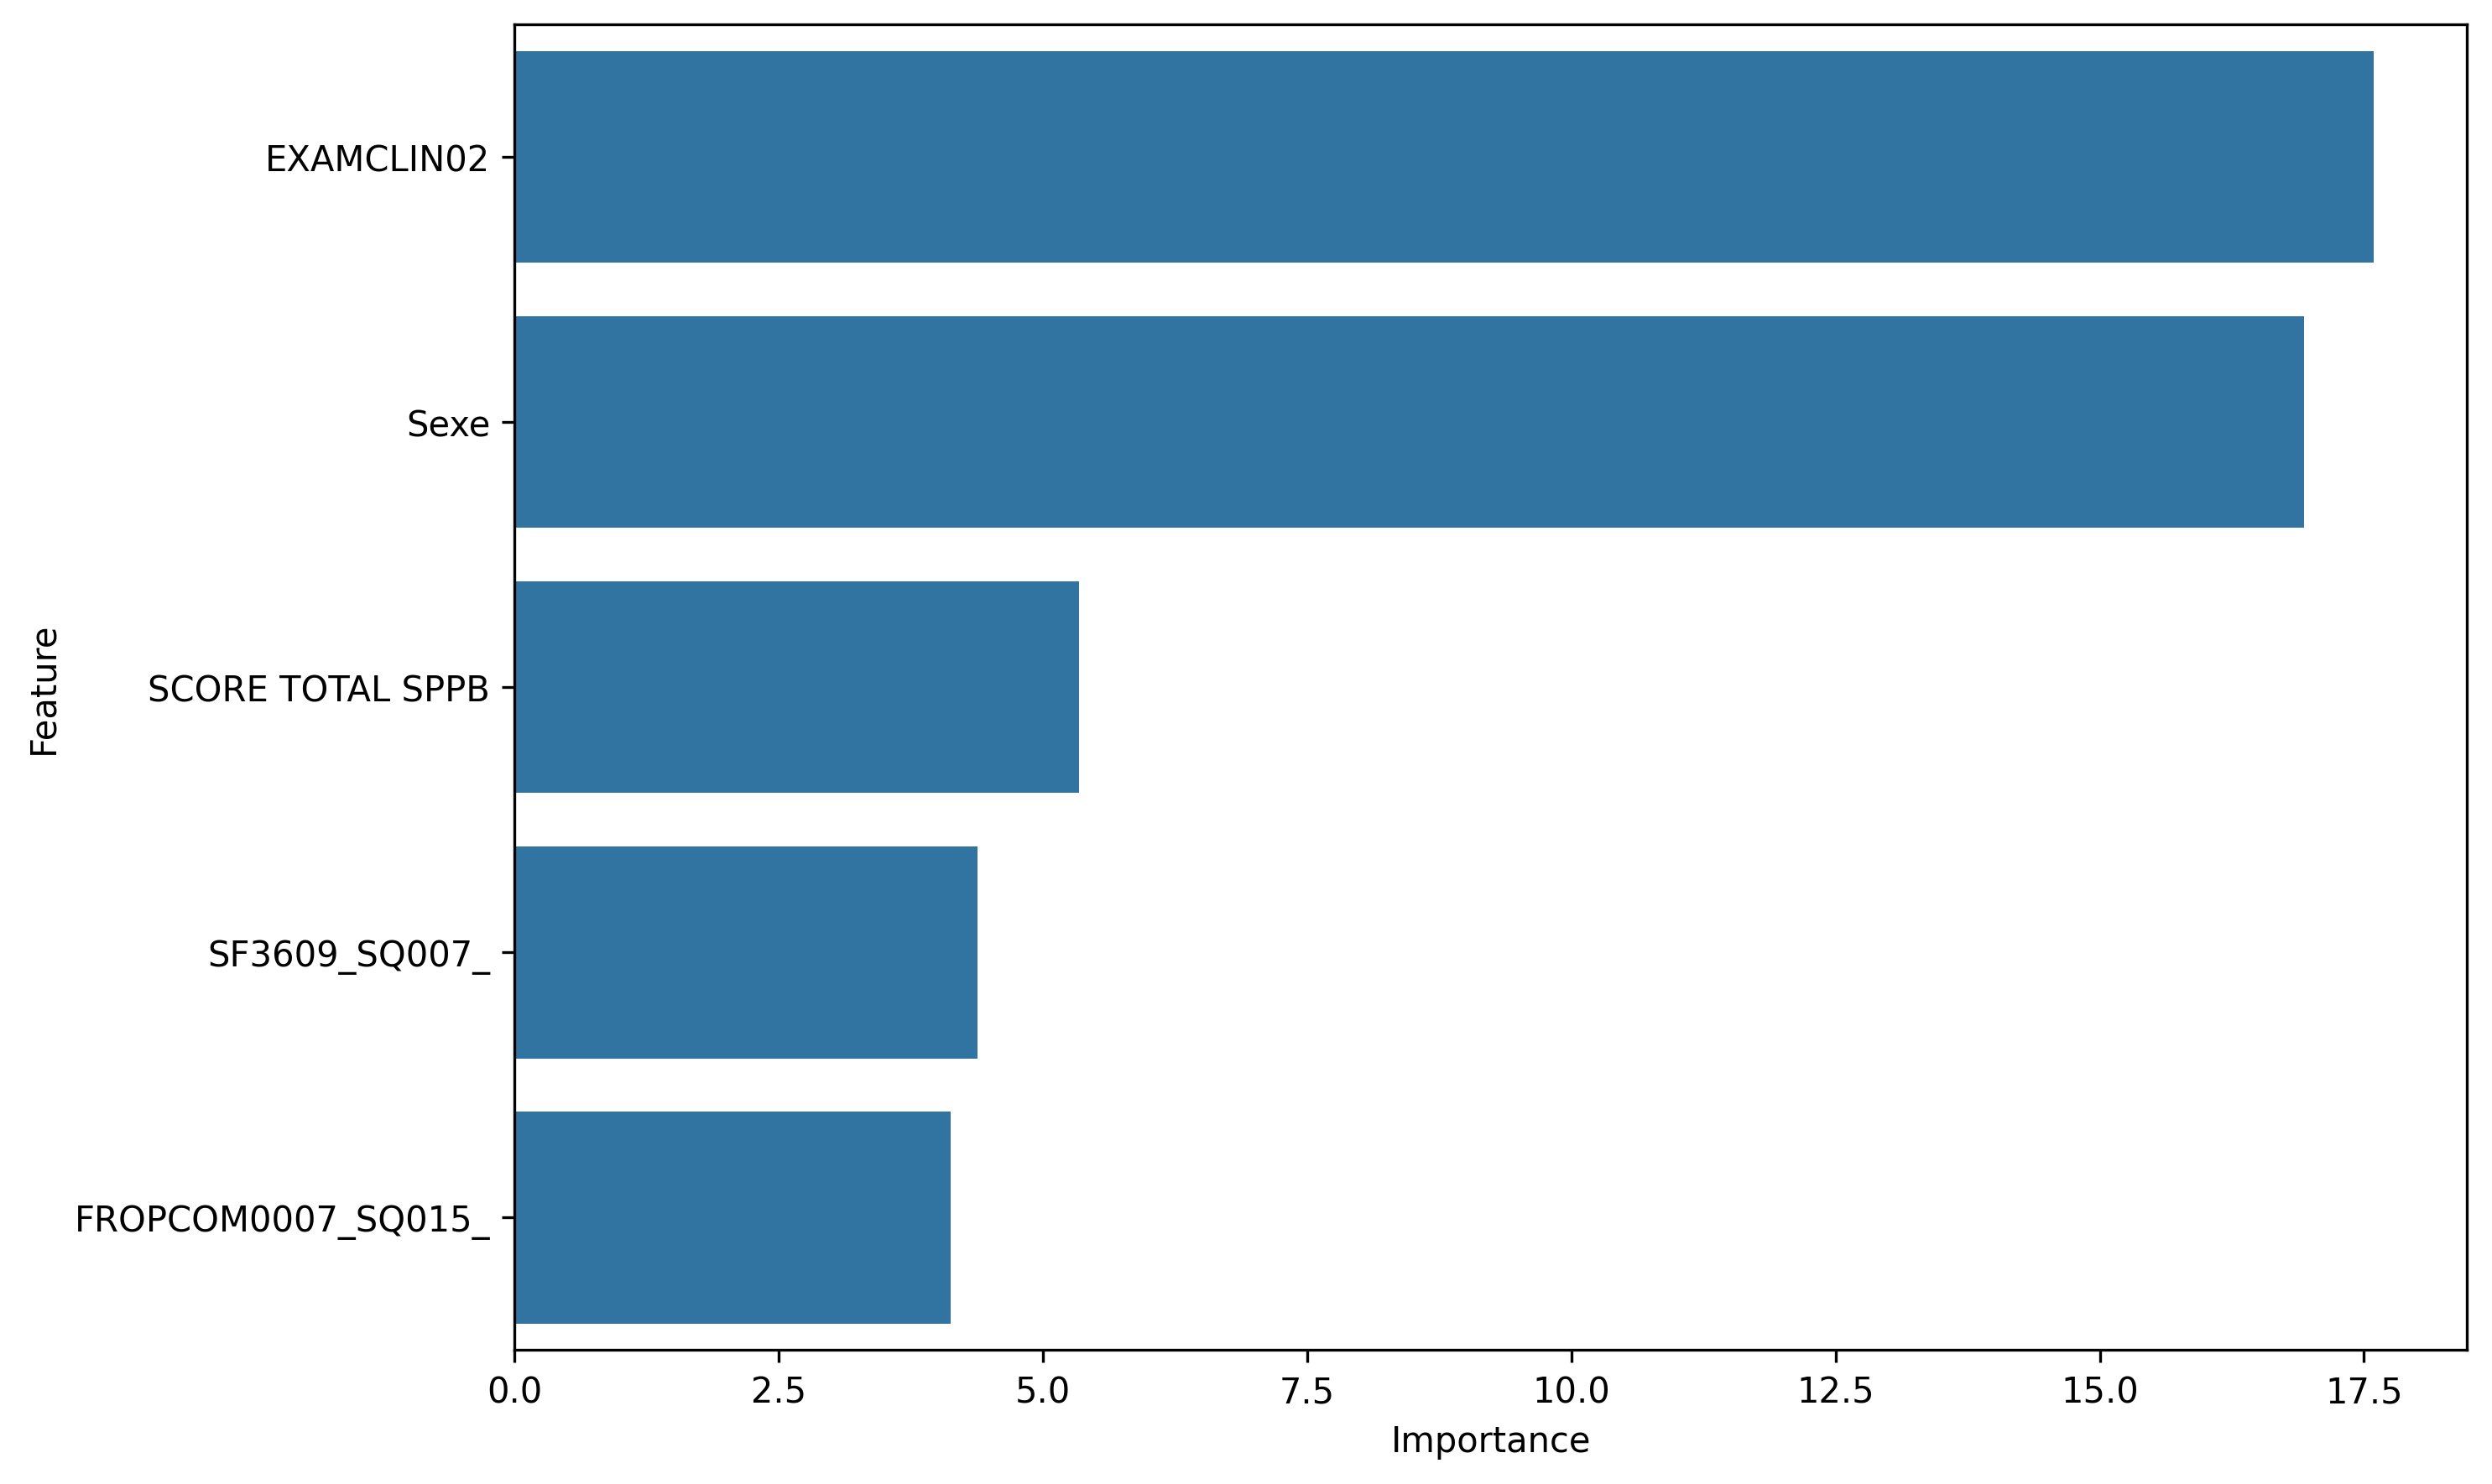 EXAMCLIN02
Sexe
SCORE TOTAL SPPB
SF3609_SQ007_
FROPCOM0007_SQ015_
Feature
0.0 2.5 5.0 7.5 10.0 12.5 15.0 17.5
Importance